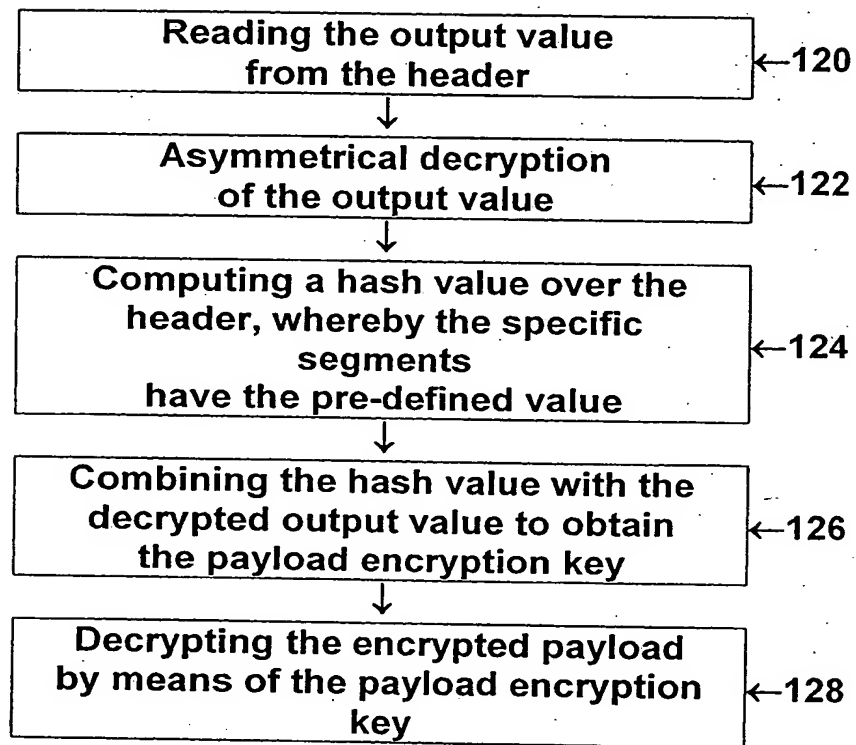 Reading the output value
from the header
←120
↓
Asymmetrical decryption
of the output value
←122
↓
Computing a hash value over the
header, whereby the specific
segments
have the pre-defined value
←124
↓
Combining the hash value with the
decrypted output value to obtain
the payload encryption key
←126
↓
Decrypting the encrypted payload
by means of the payload encryption
key
←128